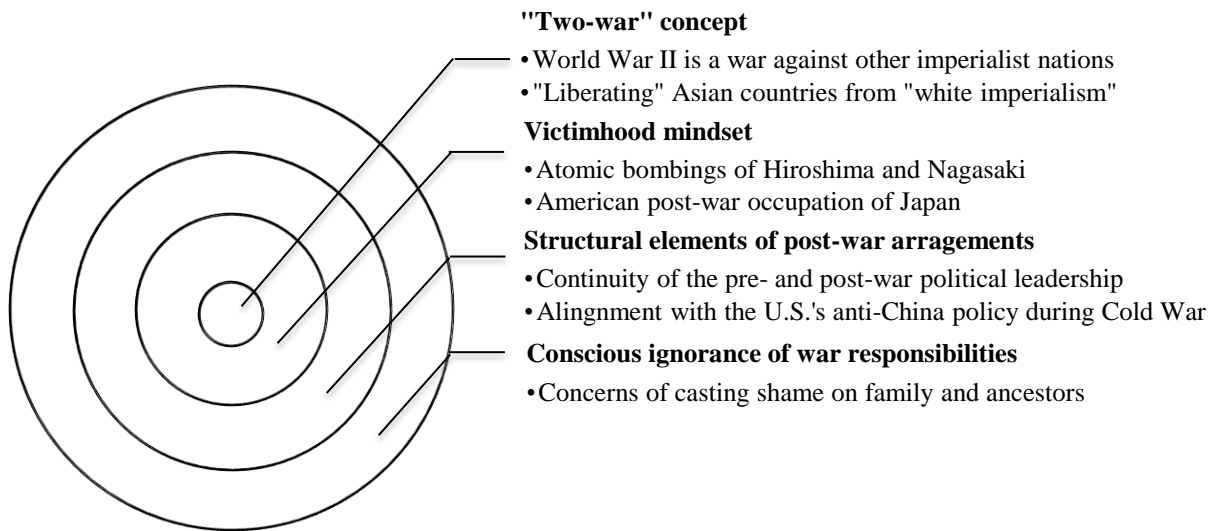 "Two-war" concept
•World War II is a war against other imperialist nations
•"Liberating" Asian countries from "white imperialism"
Victimhood mindset
•Atomic bombings of Hiroshima and Nagasaki
•American post-war occupation of Japan
Structural elements of post-war arragements
•Continuity of the pre- and post-war political leadership
•Alingnment with the U.S.'s anti-China policy during Cold War
Conscious ignorance of war responsibilities
•Concerns of casting shame on family and ancestors